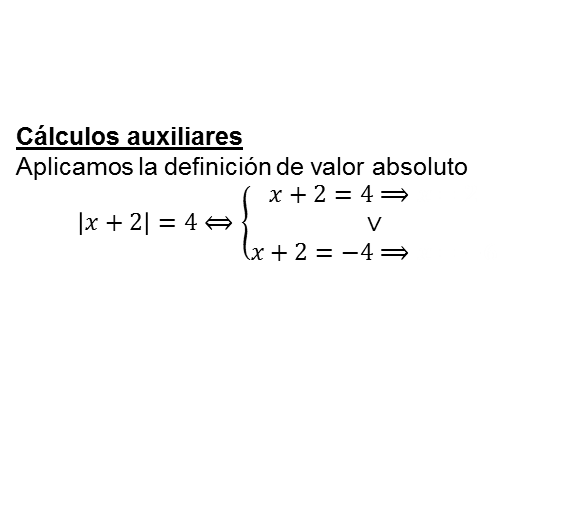 Cálculos auxiliares
Aplicamos la definición de valor absoluto
x + 2 = 4 ⟹
|x + 2| = 4 ⟺ {
∨
x + 2 = −4 ⟹